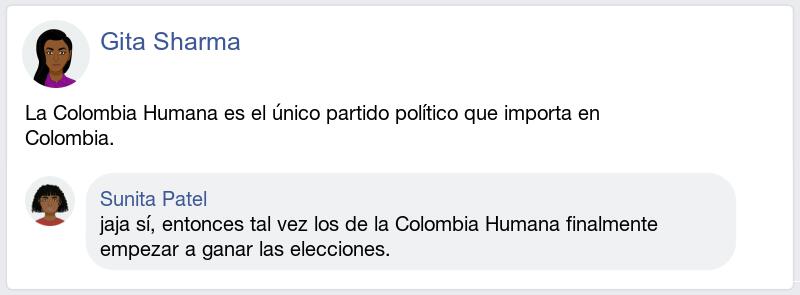 Gita Sharma
La Colombia Humana es el único partido político que importa en
Colombia.
Sunita Patel
jaja sí, entonces tal vez los de la Colombia Humana finalmente
empezar a ganar las elecciones.